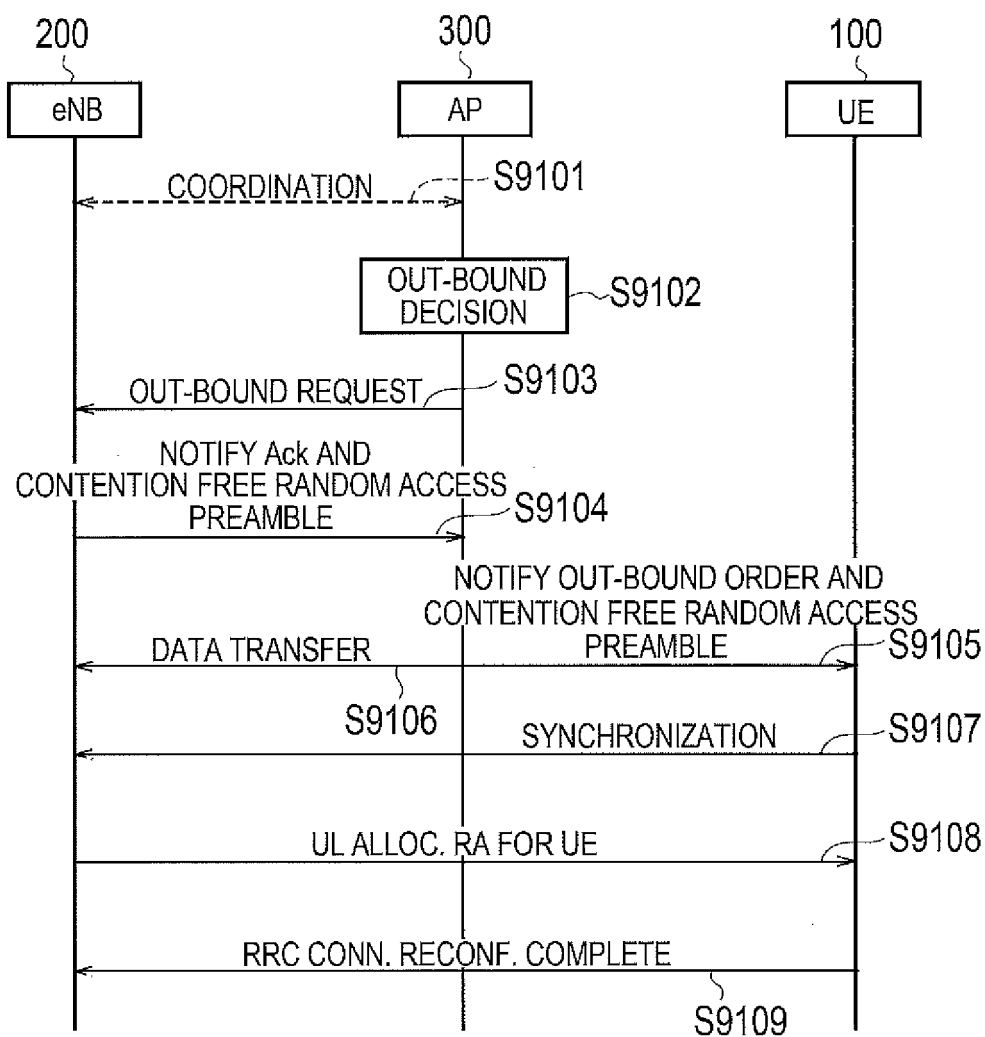 200
300
100
eNB
AP
UE
COORDINATION
S9101
OUT-BOUND
DECISION
S9102
OUT-BOUND REQUEST
S9103
NOTIFY Ack AND
CONTENTION FREE RANDOM ACCESS
PREAMBLE
S9104
NOTIFY OUT-BOUND ORDER AND
CONTENTION FREE RANDOM ACCESS
PREAMBLE
S9105
DATA TRANSFER
S9106
SYNCHRONIZATION
S9107
UL ALLOC. RA FOR UE
S9108
RRC CONN. RECONF. COMPLETE
S9109